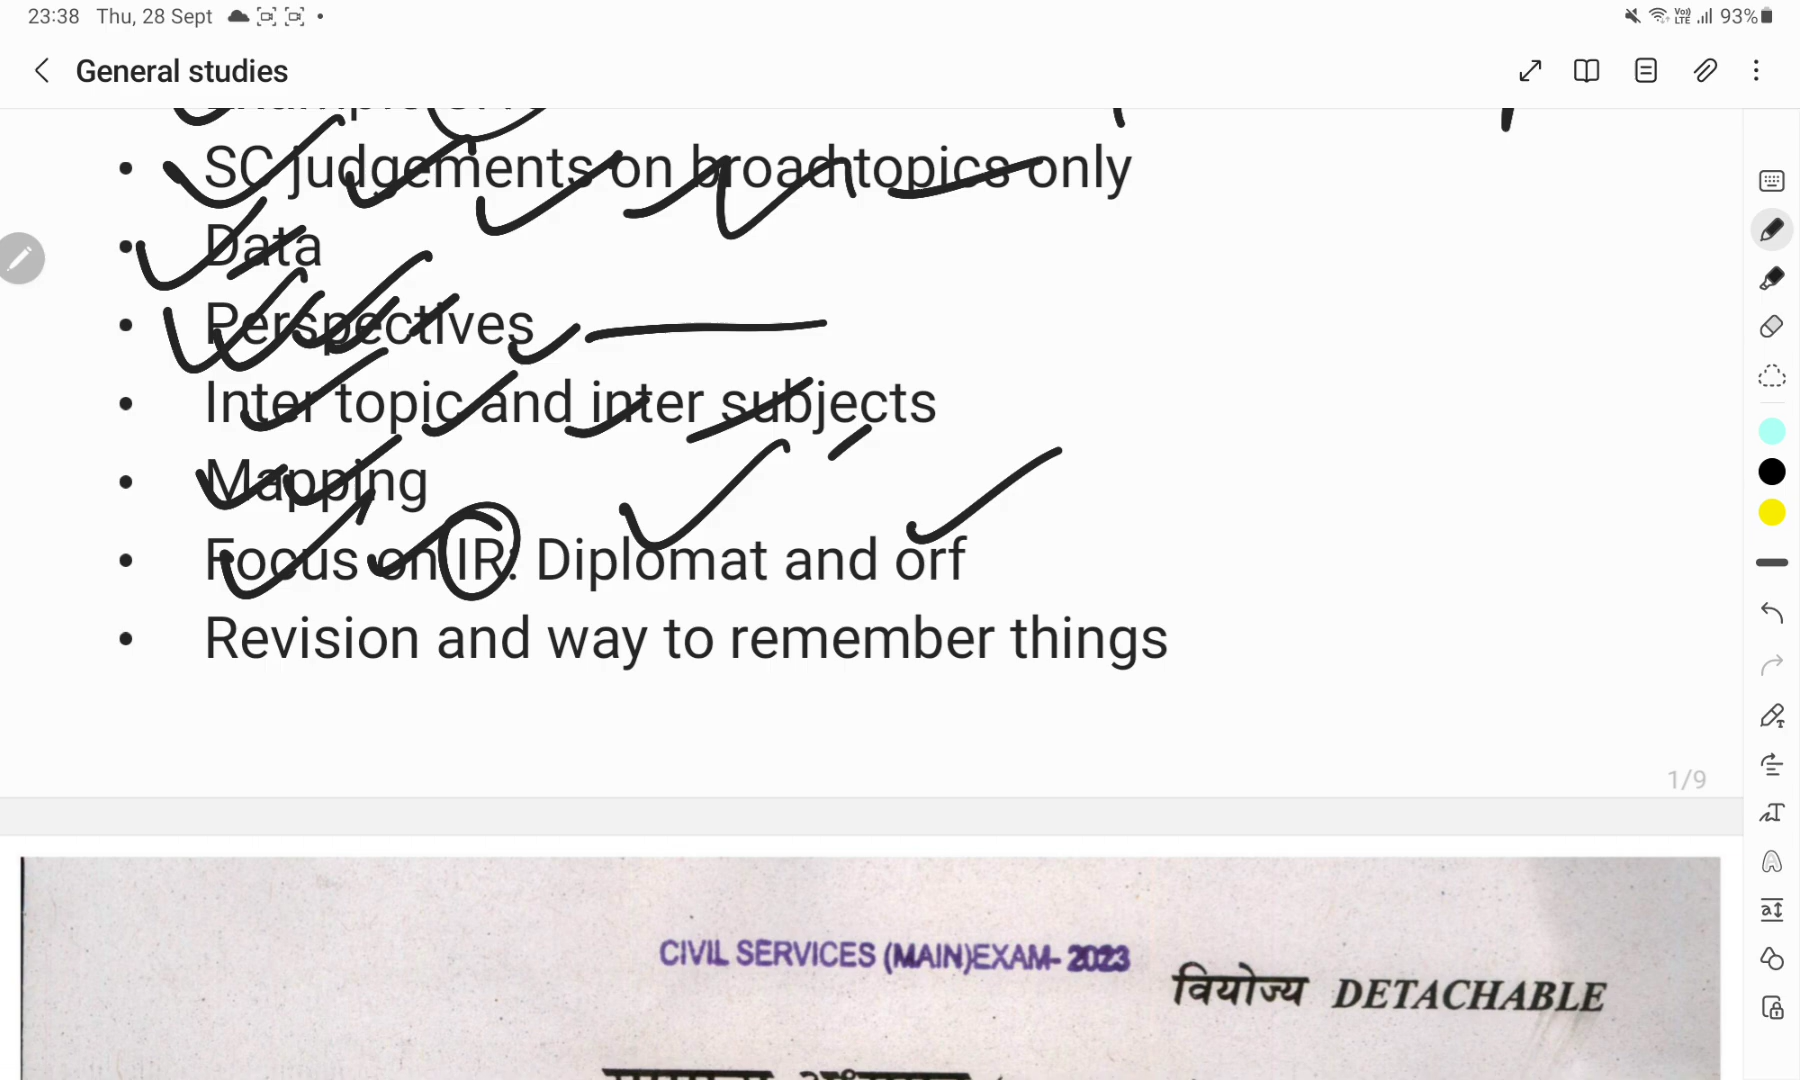 23:38 Thu, 28 Sept
93%
General studies
SC judgements on broad topics only
Data
Perspectives
Inter topic and inter subjects
Mapping
Focus on IR: Diplomat and orf
Revision and way to remember things
1/9
CIVIL SERVICES (MAIN)EXAM- 2023
वियोज्य DETACHABLE